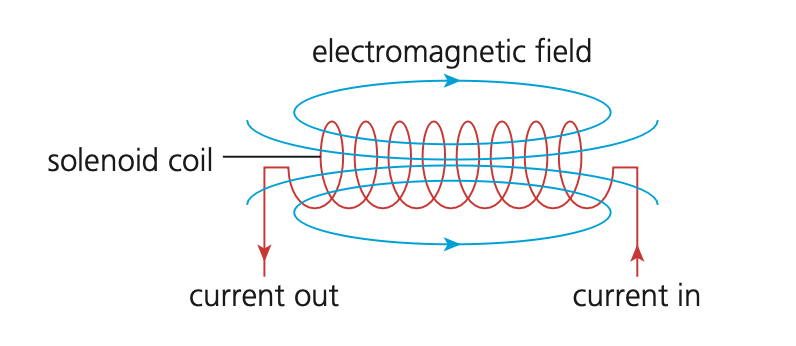 electromagnetic field
solenoid coil
current out
current in